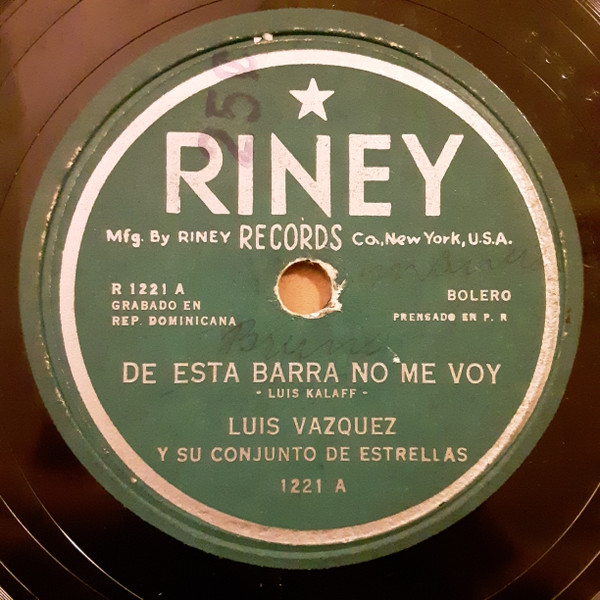 25¢
RINEY
Mfg. By RINEY RECORDS Co., New York, U.S.A.
R 1221 A
GRABADO EN
REP. DOMINICANA
BOLERO
PRENSADO EN P. R
DE ESTA BARRA NO ME VOY
- LUIS KALAFF -
LUIS VAZQUEZ
Y SU CONJUNTO DE ESTRELLAS
1221 A